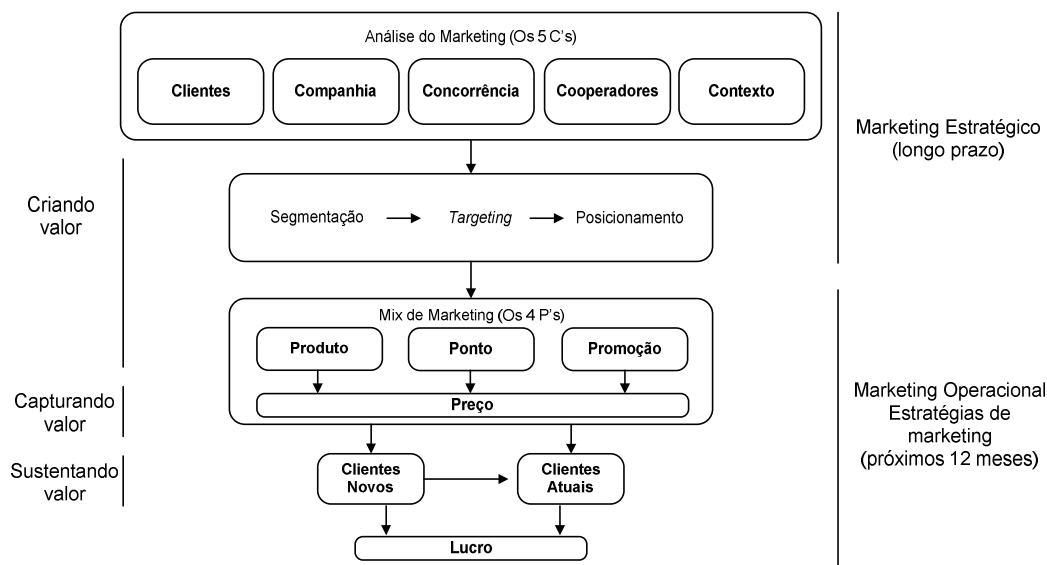 Análise do Marketing (Os 5 C's)
Clientes
Companhia
Concorrência
Cooperadores
Contexto
Marketing Estratégico
(longo prazo)
Criando
valor
Segmentação
Targeting
Posicionamento
Mix de Marketing (Os 4 P's)
Produto
Ponto
Promoção
Preço
Capturando
valor
Marketing Operacional
Estratégias de
marketing
(próximos 12 meses)
Sustentando
valor
Clientes
Novos
Clientes
Atuais
Lucro